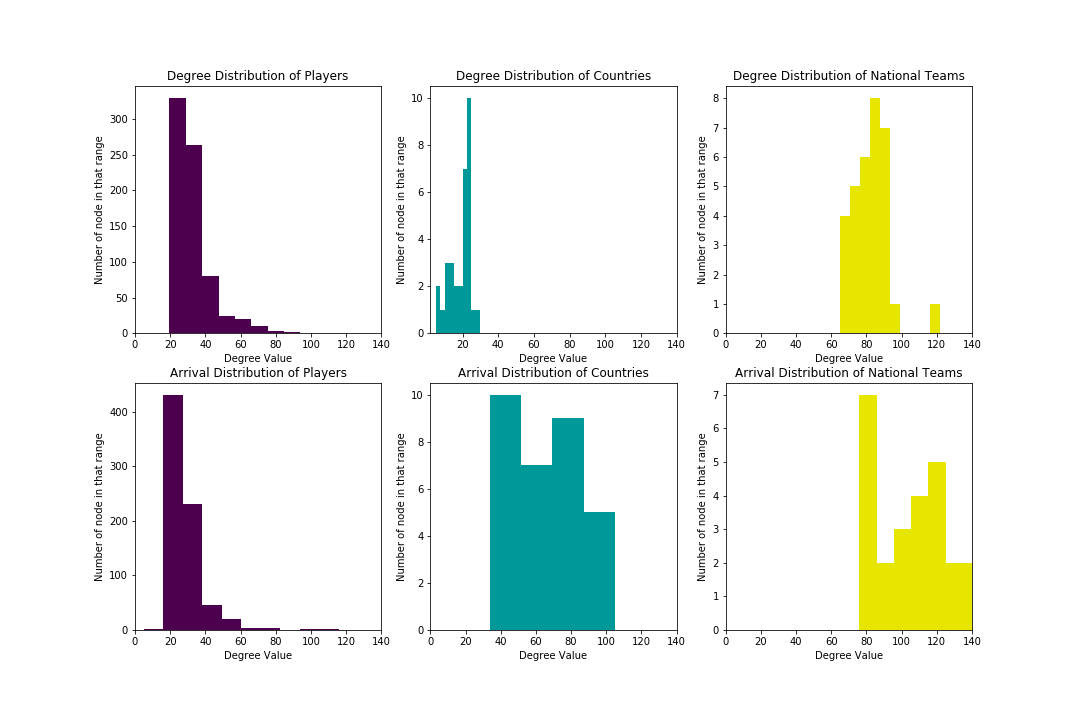 Degree Distribution of Players
Number of node in that range
300
250
200
150
100
50
0
0 20 40 60 80 100 120 140
Degree Value
Degree Distribution of Countries
Number of node in that range
10
8
6
4
2
0
20 40 60 80 100 120 140
Degree Value
Degree Distribution of National Teams
Number of node in that range
8
7
6
5
4
3
2
1
0
0 20 40 60 80 100 120 140
Degree Value
Arrival Distribution of Players
Number of node in that range
400
300
200
100
0
0 20 40 60 80 100 120 140
Degree Value
Arrival Distribution of Countries
Number of node in that range
10
8
6
4
2
0
0 20 40 60 80 100 120 140
Degree Value
Arrival Distribution of National Teams
Number of node in that range
7
6
5
4
3
2
1
0
0 20 40 60 80 100 120 140
Degree Value